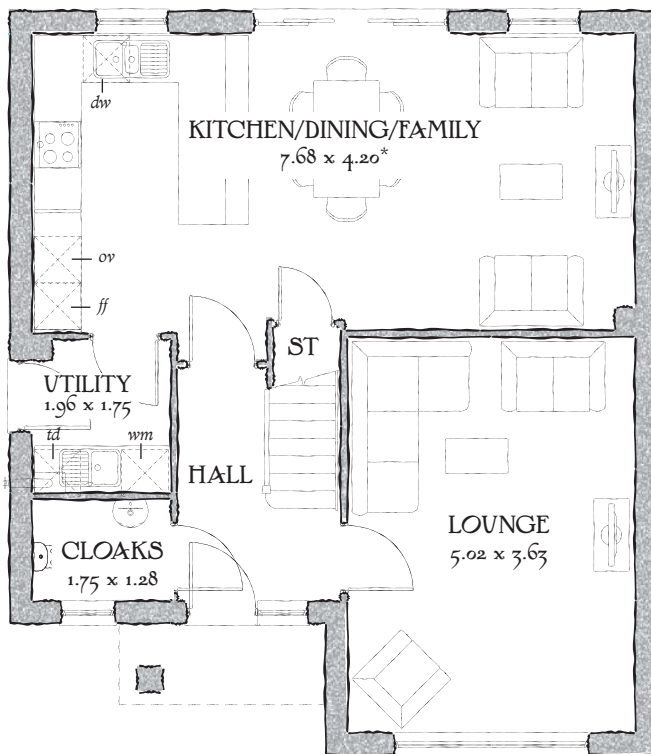 dw
KITCHEN/DINING/FAMILY
7.68 x 4.20*
ov
ff
ST
UTILITY
1.96 x 1.75
td
wm
HALL
LOUNGE
5.02 x 3.63
CLOAKS
1.75 x 1.28